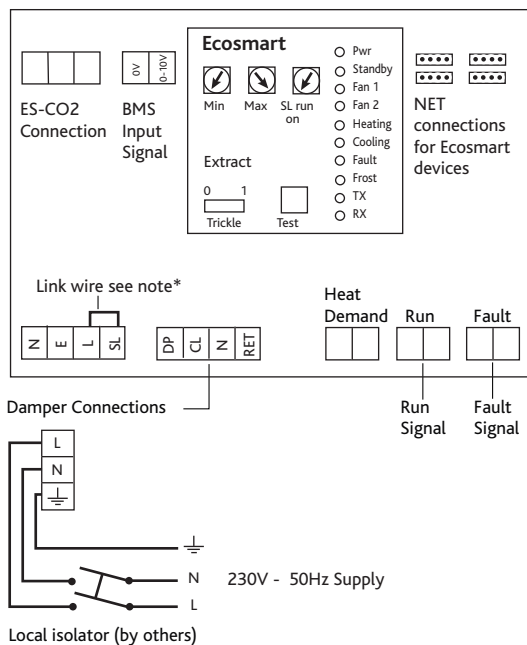 Ecosmart
Min
Max
SL run
on
Extract
0 1
Trickle
Test
Pwr
Standby
Fan 1
Fan 2
Heating
Cooling
Fault
Frost
TX
RX
ES-CO2
Connection
0V
0-10V
BMS
Input
Signal
NET
connections
for Ecosmart
devices
Link wire see note*
N
E
L
SL
DP
CL
N
RET
Heat
Demand
Run
Fault
Damper Connections
Run
Signal
Fault
Signal
L
N
N
L
230V - 50Hz Supply
Local isolator (by others)